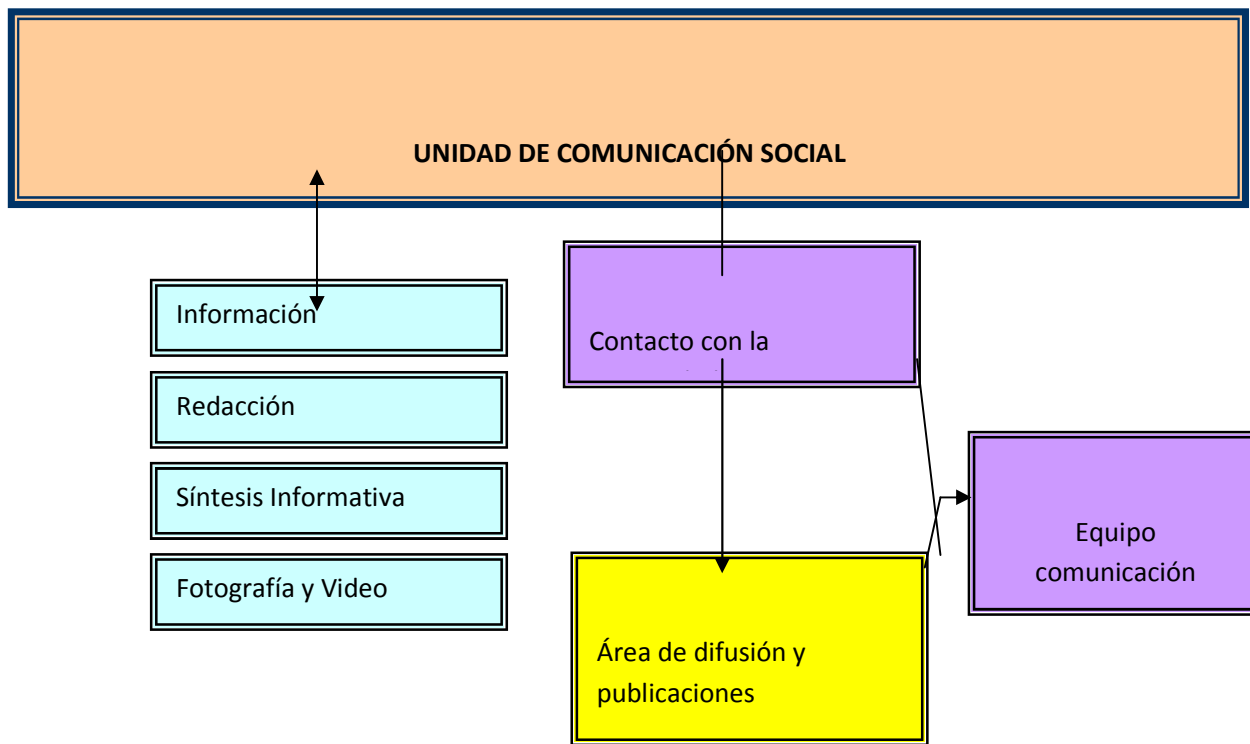 UNIDAD DE COMUNICACIÓN SOCIAL
Información
Redacción
Síntesis Informativa
Fotografía y Video
Contacto con la
Equipo
comunicación
Área de difusión y
publicaciones